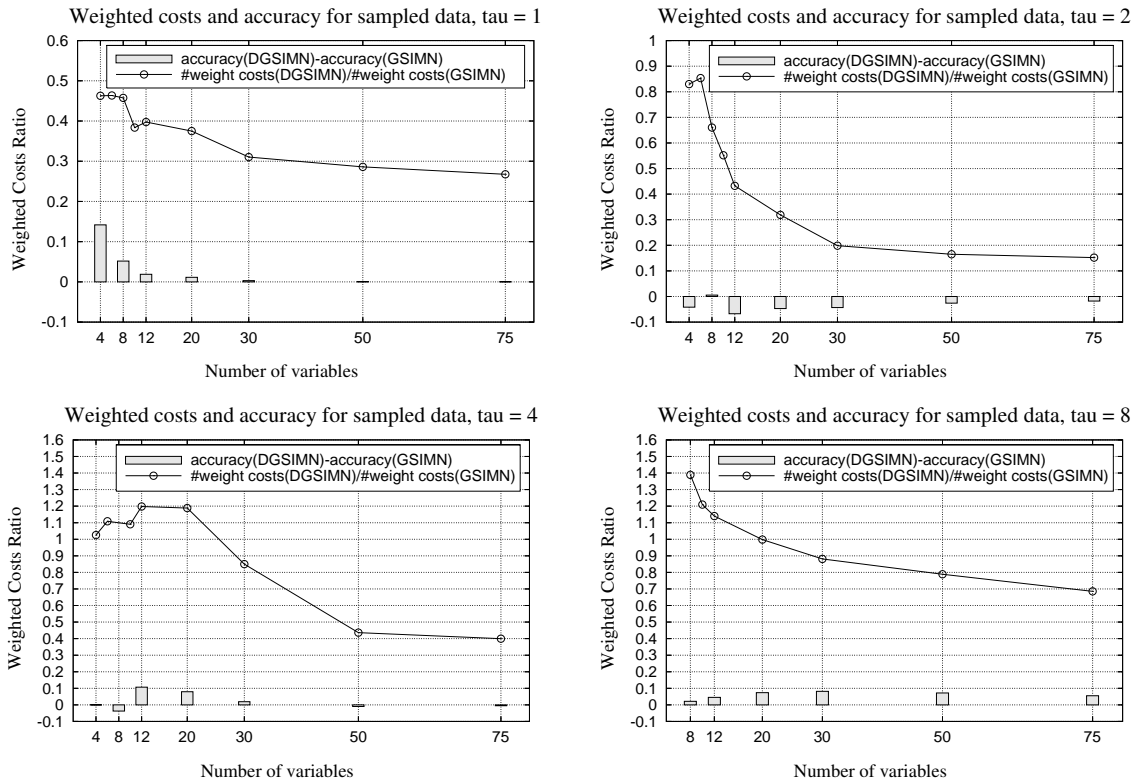 Weighted costs and accuracy for sampled data, tau = 1
accuracy(DGSIMN)-accuracy(GSIMN)
#weight costs(DGSIMN)/#weight costs(GSIMN)
Weighted Costs Ratio
0.6
0.5
0.4
0.3
0.2
0.1
0
-0.1
4 8 12 20 30 50 75
Number of variables
Weighted costs and accuracy for sampled data, tau = 2
accuracy(DGSIMN)-accuracy(GSIMN)
#weight costs(DGSIMN)/#weight costs(GSIMN)
Weighted Costs Ratio
1
0.9
0.8
0.7
0.6
0.5
0.4
0.3
0.2
0.1
0
-0.1
4 8 12 20 30 50 75
Number of variables
Weighted costs and accuracy for sampled data, tau = 4
accuracy(DGSIMN)-accuracy(GSIMN)
#weight costs(DGSIMN)/#weight costs(GSIMN)
Weighted Costs Ratio
1.6
1.5
1.4
1.3
1.2
1.1
1
0.9
0.8
0.7
0.6
0.5
0.4
0.3
0.2
0.1
0
-0.1
4 8 12 20 30 50 75
Number of variables
Weighted costs and accuracy for sampled data, tau = 8
accuracy(DGSIMN)-accuracy(GSIMN)
#weight costs(DGSIMN)/#weight costs(GSIMN)
Weighted Costs Ratio
1.6
1.5
1.4
1.3
1.2
1.1
1
0.9
0.8
0.7
0.6
0.5
0.4
0.3
0.2
0.1
0
-0.1
8 12 20 30 50 75
Number of variables